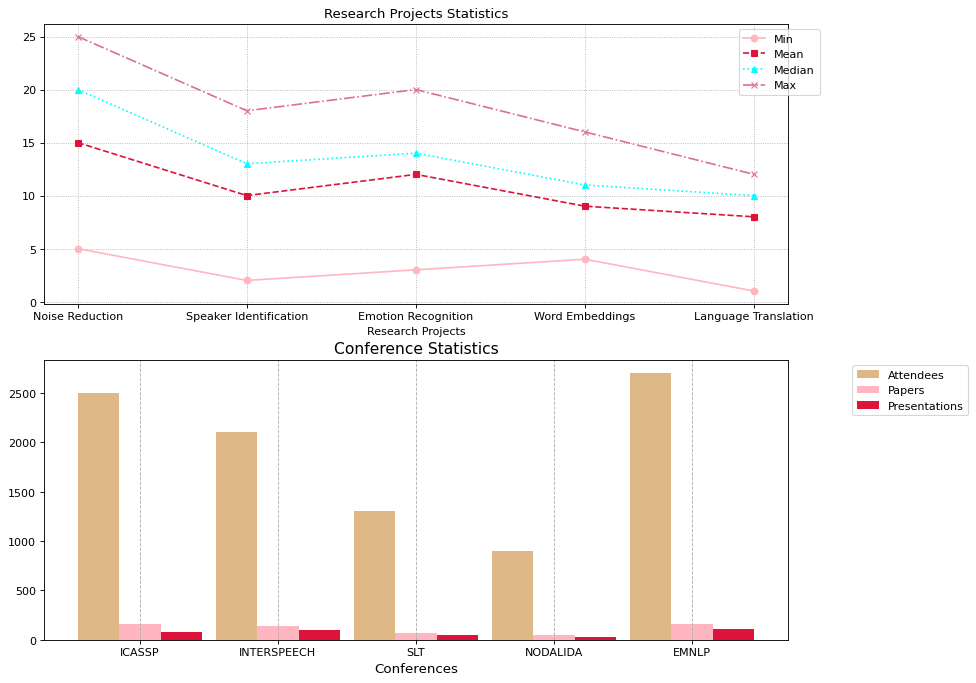 Research Projects Statistics
25
20
15
10
5
0
Min
Mean
Median
Max
Noise Reduction
Speaker Identification
Emotion Recognition
Word Embeddings
Language Translation
Research Projects
Conference Statistics
2500
2000
1500
1000
500
0
Attendees
Papers
Presentations
ICASSP
INTERSPEECH
SLT
NODALIDA
EMNLP
Conferences